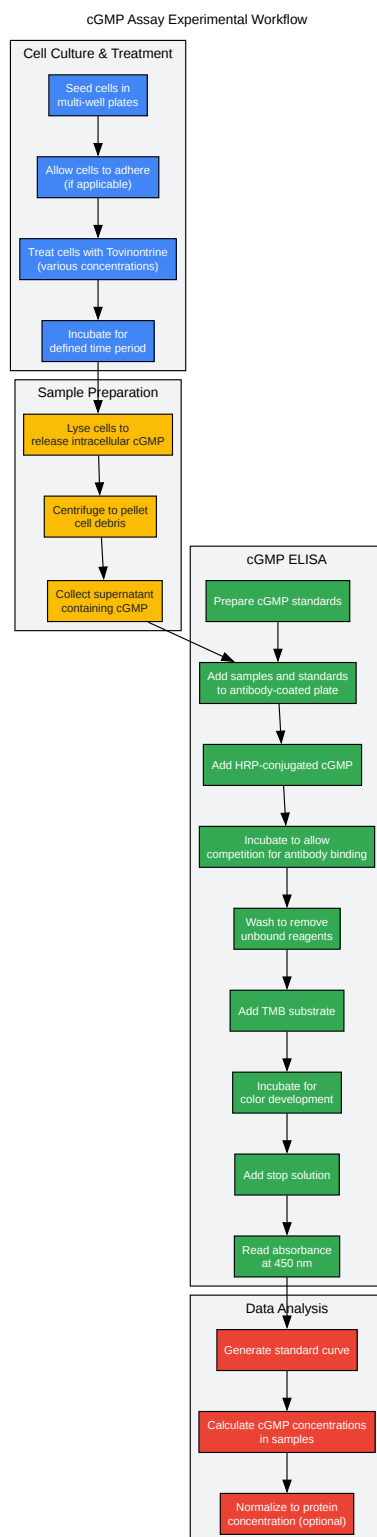 cGMP Assay Experimental Workflow
Cell Culture & Treatment
Seed cells in
multi-well plates
Allow cells to adhere
(if applicable)
Treat cells with Tovinontrine
(various concentrations)
Incubate for
defined time period
Sample Preparation
Lyse cells to
release intracellular cGMP
Centrifuge to pellet
cell debris
Collect supernatant
containing cGMP
cGMP ELISA
Prepare cGMP standards
Add samples and standards
to antibody-coated plate
Add HRP-conjugated cGMP
Incubate to allow
competition for antibody binding
Wash to remove
unbound reagents
Add TMB substrate
Incubate for
color development
Add stop solution
Read absorbance
at 450 nm
Data Analysis
Generate standard curve
Calculate cGMP concentrations
in samples
Normalize to protein
concentration (optional)